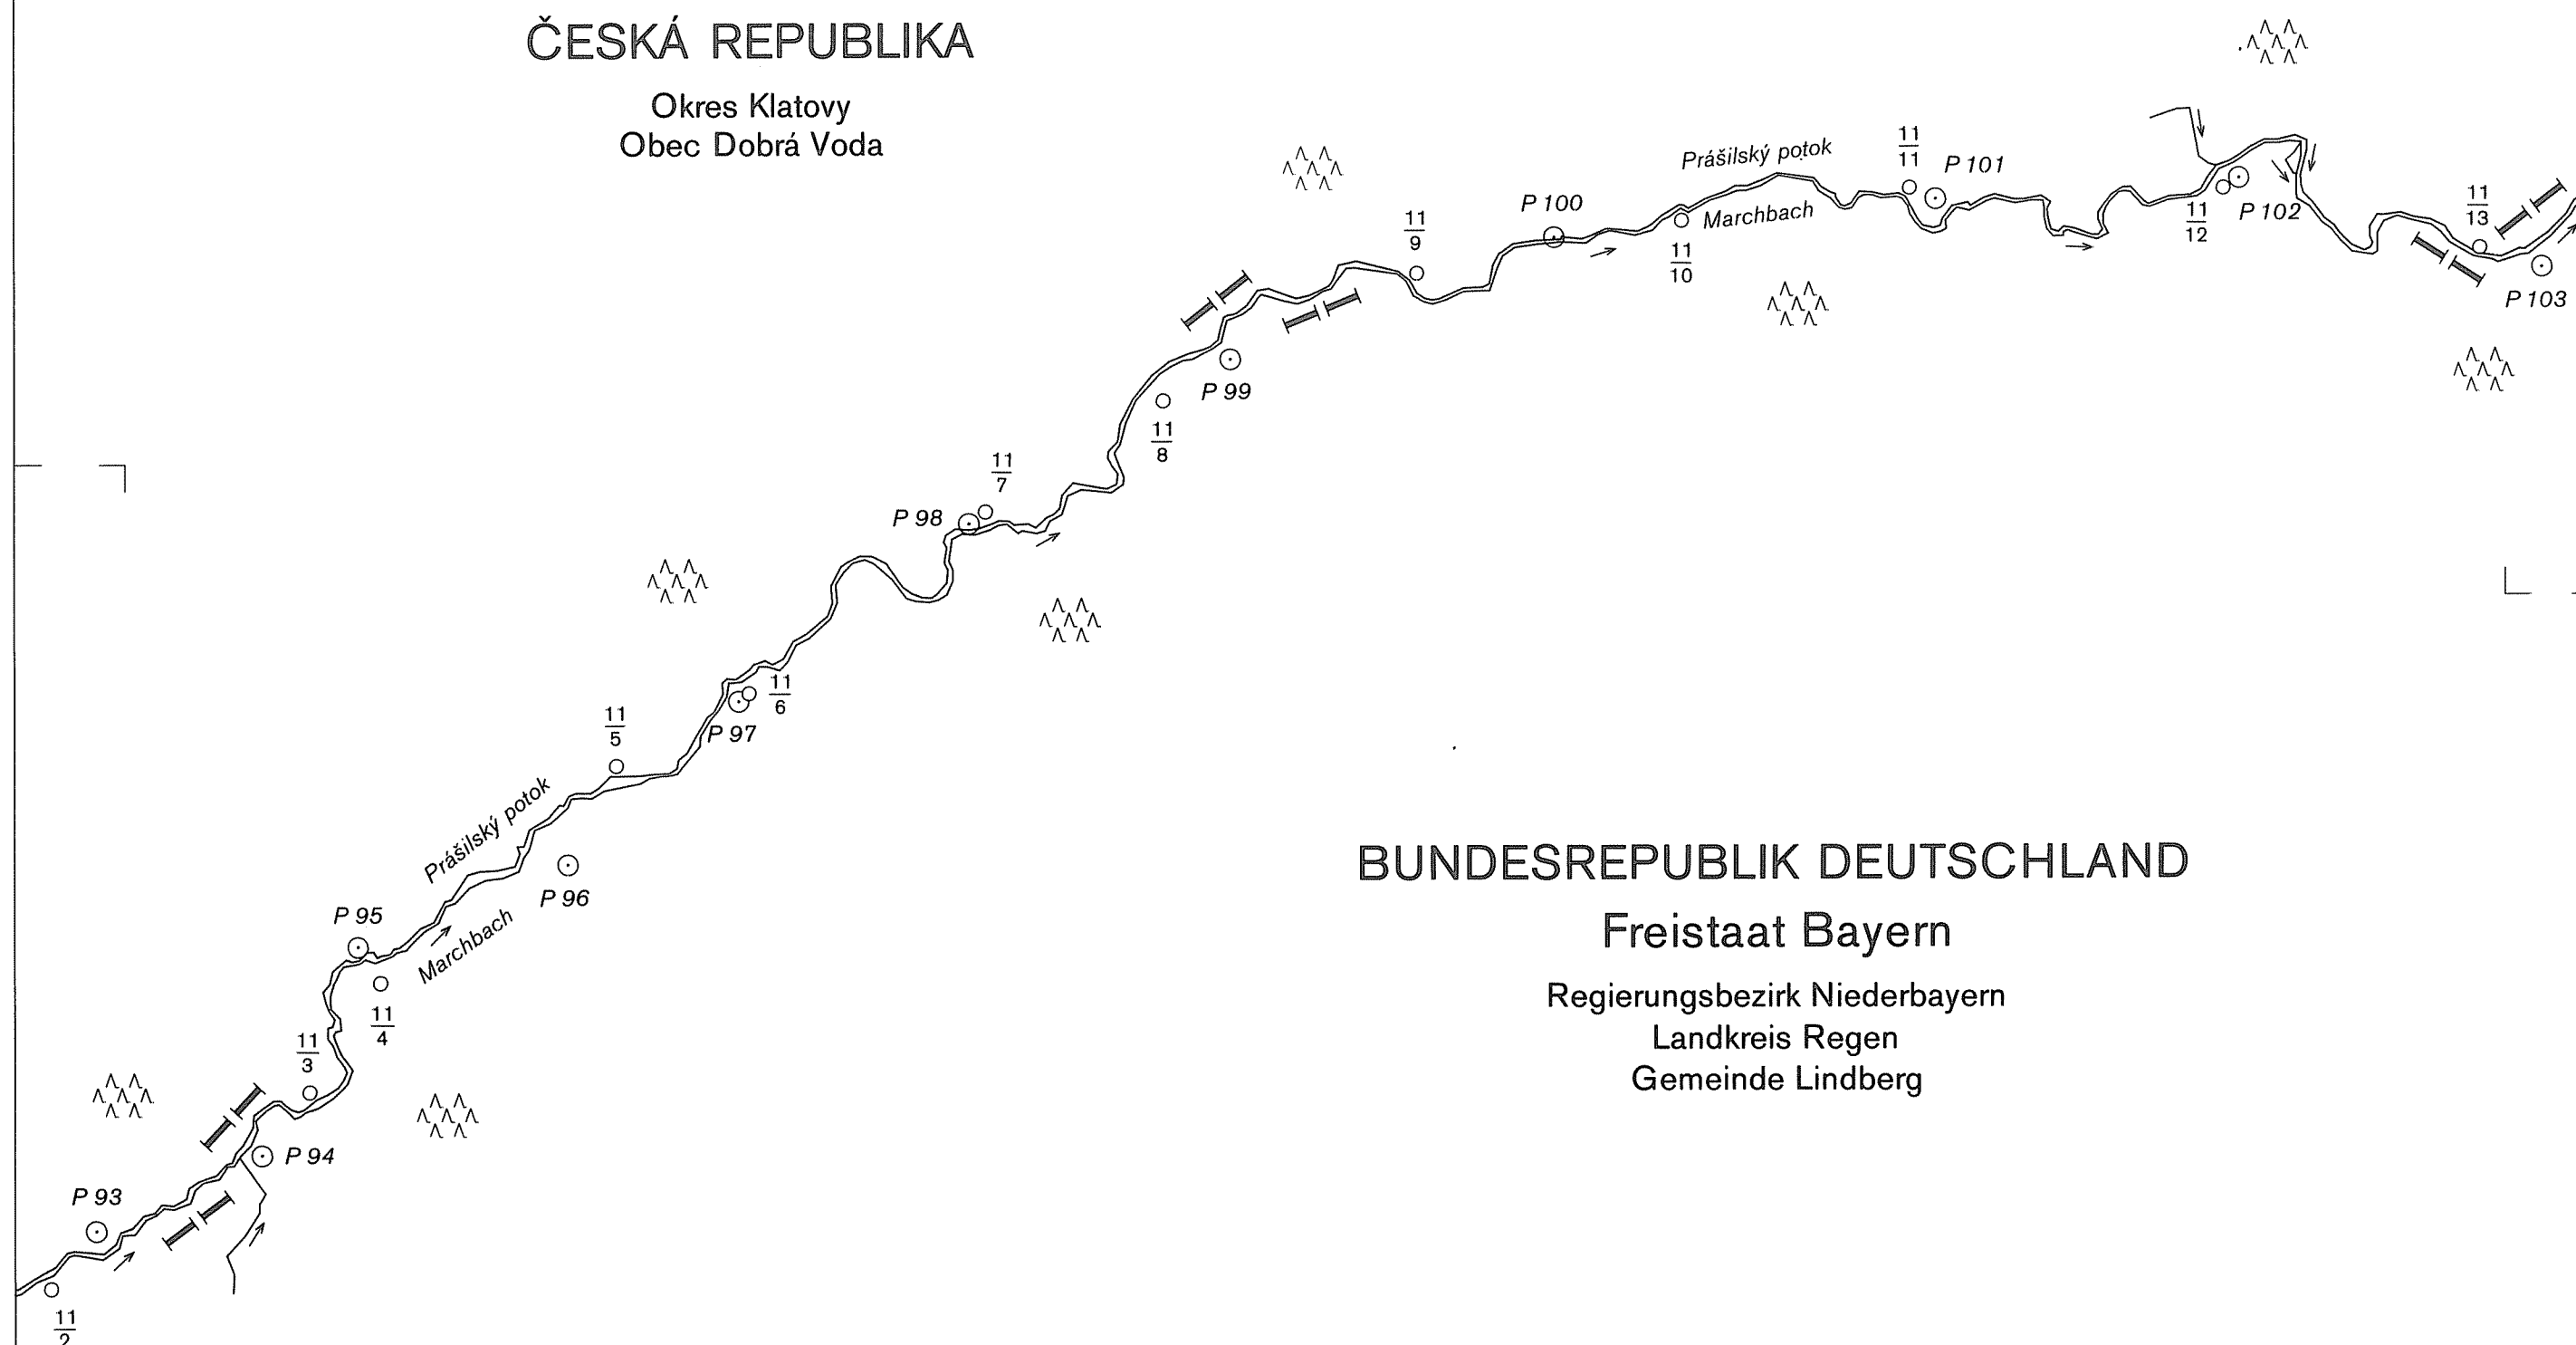 ČESKÁ REPUBLIKA
Okres Klatovy
Obec Dobrá Voda
Prášilský potok
Marchbach
11
11
P 101
P 100
11
9
11
10
11
12
P 102
11
13
P 103
P 99
11
8
11
7
P 98
11
6
P 97
11
5
Prášilský potok
Marchbach
P 96
P 95
11
4
11
3
P 94
P 93
11
2
BUNDESREPUBLIK DEUTSCHLAND
Freistaat Bayern
Regierungsbezirk Niederbayern
Landkreis Regen
Gemeinde Lindberg